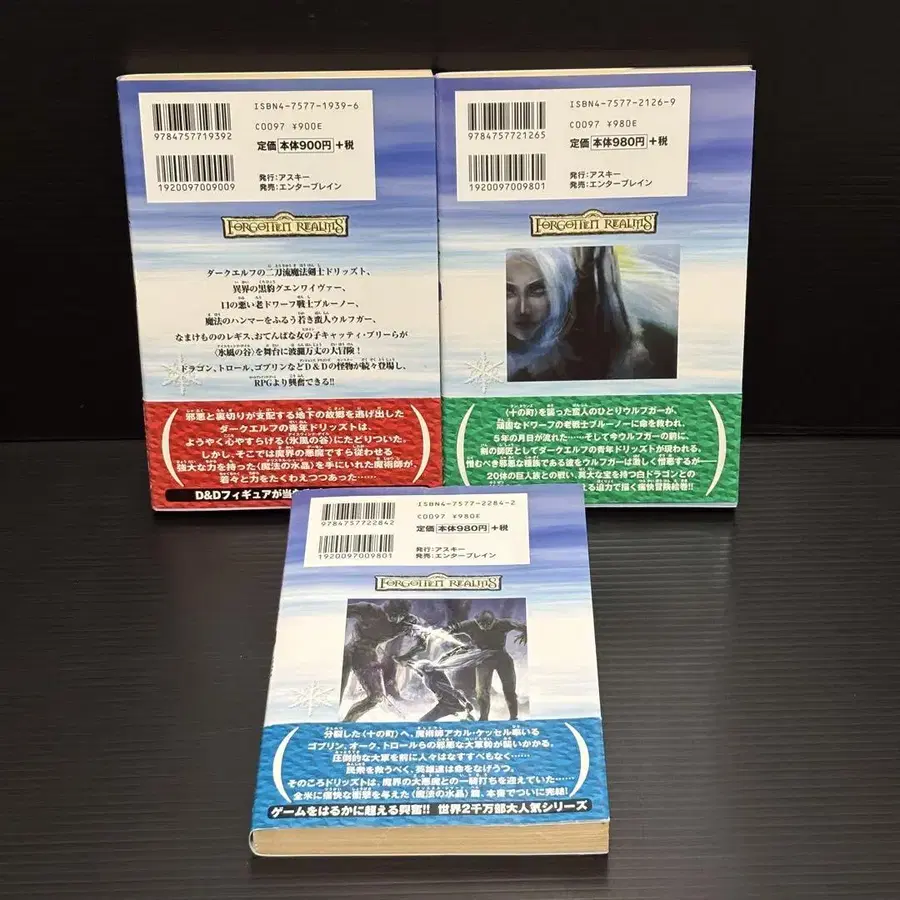 ISBN4-7577-1939-6
9784757719392
C0097 ¥900E
定価 本体900円 +税
1920097009009
発行:アスキー
発売:エンターブレイン
FORGOTTEN REALMS
ダークエルフの二刀流魔法剣士ドリッズト、
異界の黒豹グエンワイヴァー、
口の悪い老ドワーフ戦士ブルーノー、
魔法のハンマーをふるう若き蛮人ウルフガー、
なまけもののレギス、おてんばな女の子キャッティ・ブリーらが
〈氷風の谷〉を舞台に波瀾万丈の大冒険!
ドラゴン、トロール、ゴブリンなどD&Dの怪物が続々登場し、
RPGより興奮できる!!
邪悪と裏切りが支配する地下の故郷を逃げ出した
ダークエルフの青年ドリッズトは、
ようやく心やすらげる〈氷風の谷〉にたどりついた。
しかし、そこでは魔界の悪魔ですら従わせる
強大な力を持った〈魔法の水晶〉を手にいれた魔術師が、
着々と力をたくわえつつあった……
D&Dフィギュアが当
ISBN4-7577-2126-9
9784757721265
C0097 ¥980E
定価 本体980円 +税
1920097009801
発行:アスキー
発売:エンターブレイン
FORGOTTEN REALMS
〈十の町〉を襲った蛮人のひとりウルフガーが、
頑固なドワーフの老戦士ブルーノーに命を救われ、
5年の月日が流れた……そして今ウルフガーの前に、
剣の師匠としてダークエルフの青年ドリッズトが現われる。
憎むべき邪悪な種族である彼をウルフガーは激しく憎悪するが
20体の巨人族との戦い、莫大な宝を持つ白ドラゴンとの
える迫力で描く痛快冒険絵巻!!
ISBN4-7577-2284-2
9784757722842
C0097 ¥980E
定価 本体980円 +税
1920097009801
発行:アスキー
発売:エンターブレイン
FORGOTTEN REALMS
分裂した〈十の町〉へ、魔術師アカル・ケッセル率いる
ゴブリン、オーク、トロールらの邪悪な大軍勢が襲いかかる。
圧倒的な大軍を前に人々はなすすべもなく……
民衆を救うべく、英雄達は命をなげうつ。
そのころドリッズトは、魔界の大悪魔との一騎打ちを迎えていた……
全米に痛快な衝撃を与えた〈魔法の水晶〉篇、本書でついに完結!
ゲームをはるかに超える興奮!! 世界2千万部大人気シリーズ